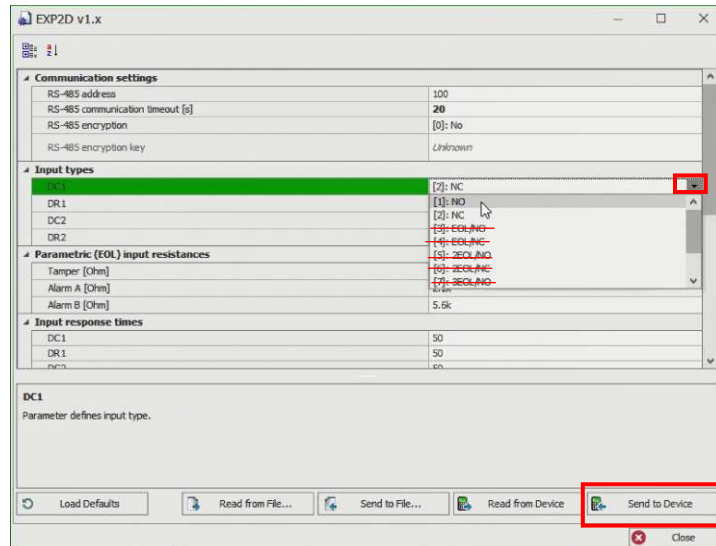 EXP2D v1.x
Communication settings
RS-485 address 100
RS-485 communication timeout [s] 20
RS-485 encryption [0]: No
RS-485 encryption key Unknown
Input types
DC1 [2]: NC
DR1 [1]: NO
DC2 [2]: NC
DR2 [3]: EOL/NO
[4]: EOL/NC
Parametric (EOL) input resistances [5]: 2EOL/NO
Tamper [Ohm] [6]: 2EOL/NC
Alarm A [Ohm] [7]: 3EOL/NO
Alarm B [Ohm] 5.6k
Input response times
DC1 50
DR1 50
DC2 50
DC1
Parameter defines input type.
Load Defaults Read from File... Send to File... Read from Device Send to Device
Close